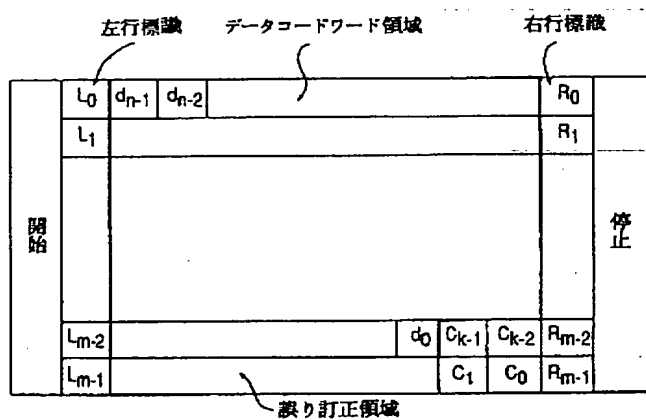 左行標識 データコードワード領域 右行標識
L0 dn-1 dn-2 R0
L1 R1
開始
停止
Lm-2 d0 Ck-1 Ck-2 Rm-2
Lm-1 C1 C0 Rm-1
誤り訂正領域